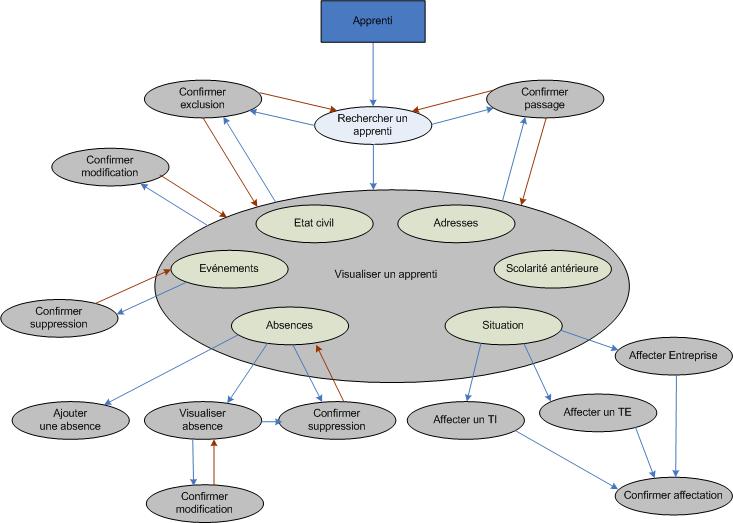 Apprenti
Confirmer
exclusion
Confirmer
passage
Rechercher un
apprenti
Confirmer
modification
Etat civil
Adresses
Evénements
Visualiser un apprenti
Scolarité antérieure
Confirmer
suppression
Absences
Situation
Affecter Entreprise
Ajouter
une absence
Visualiser
absence
Confirmer
suppression
Affecter un TI
Affecter un TE
Confirmer
modification
Confirmer affectation